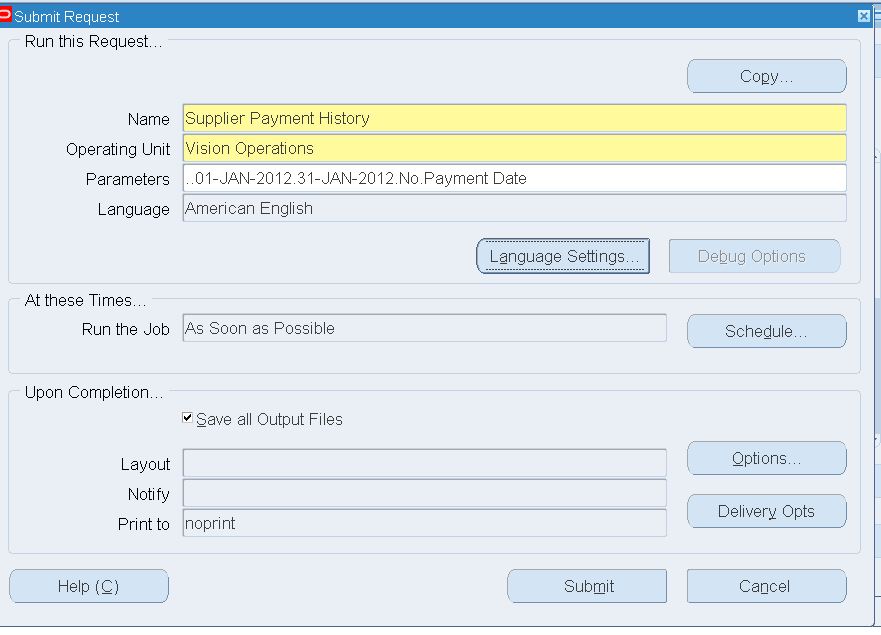 Submit Request
Run this Request...
Copy...
Name Supplier Payment History
Operating Unit Vision Operations
Parameters ..01-JAN-2012.31-JAN-2012.No.Payment Date
Language American English
Language Settings... Debug Options
At these Times...
Run the Job As Soon as Possible Schedule...
Upon Completion...
Save all Output Files
Layout Options...
Notify
Print to noprint Delivery Opts
Help (C) Submit Cancel